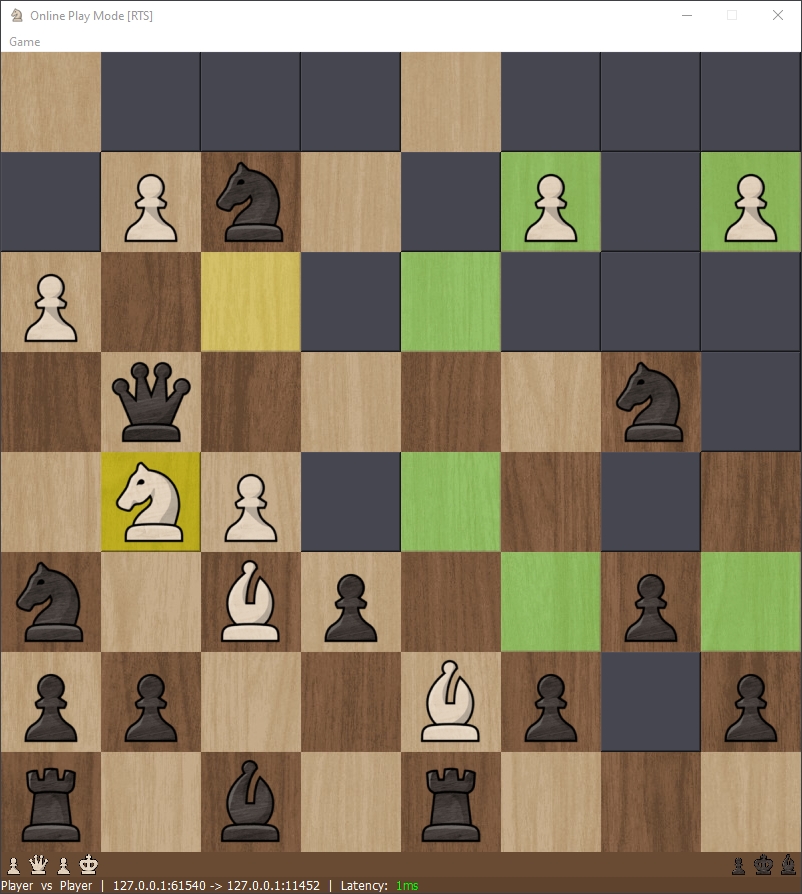 Online Play Mode [RTS]
Game
Player vs Player | 127.0.0.1:61540 -> 127.0.0.1:11452 | Latency: 1ms